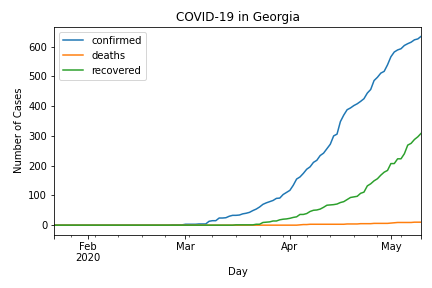 COVID-19 in Georgia
confirmed
deaths
recovered
Number of Cases
600
500
400
300
200
100
0
Feb
2020
Mar
Apr
May
Day